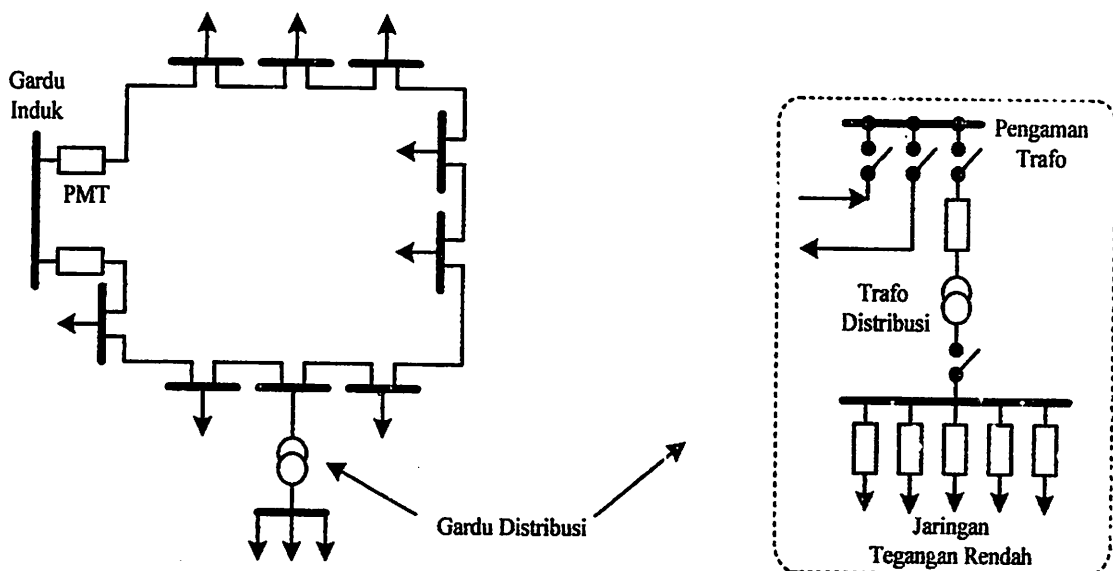 Gardu
Induk
PMT
Gardu Distribusi
Pengaman
Trafo
Trafo
Distribusi
Jaringan
Tegangan Rendah